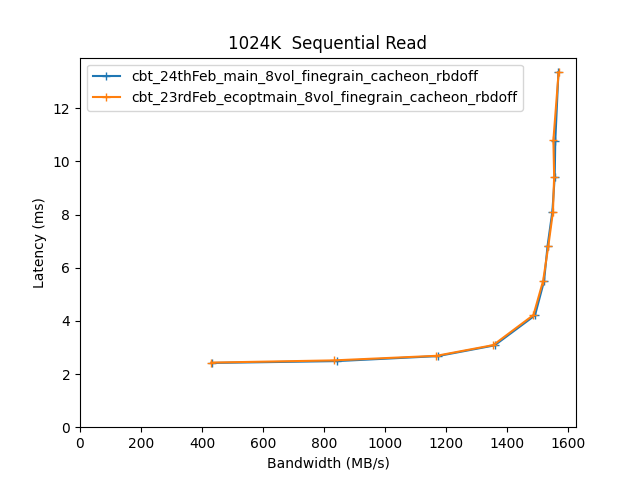 1024K  Sequential Read
cbt_24thFeb_main_8vol_finegrain_cacheon_rbdoff
cbt_23rdFeb_ecoptmain_8vol_finegrain_cacheon_rbdoff
12
10
8
6
4
2
0
Latency (ms)
0 200 400 600 800 1000 1200 1400 1600
Bandwidth (MB/s)